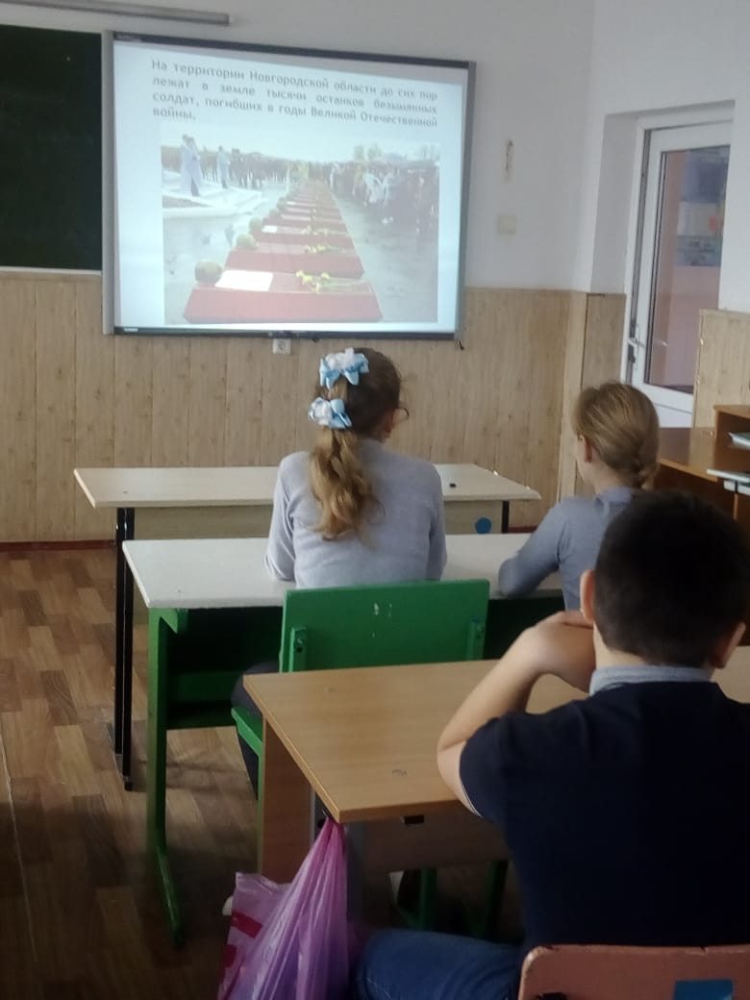 На территории Новгородской области до сих пор
лежат в земле тысячи останков безымянных
солдат, погибших в годы Великой Отечественной
войны.